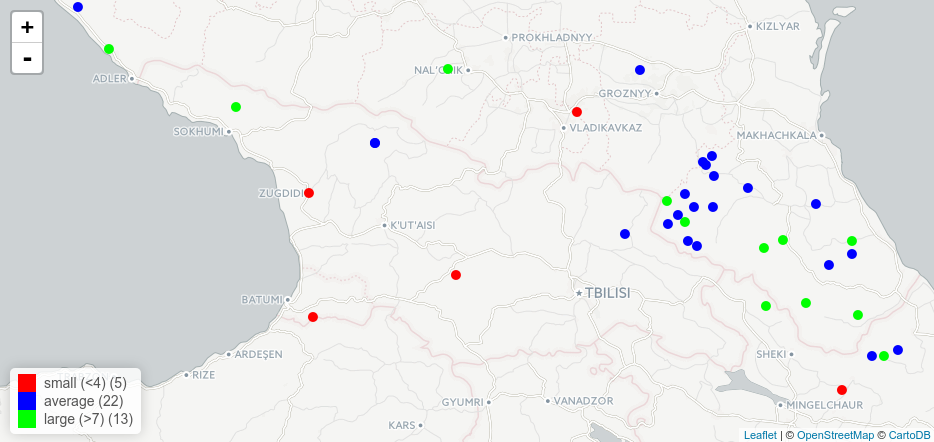 +
-
PROKHLADNYY
KIZLYAR
NAL'CHIK
ADLER
GROZNYY
SOKHUMI
VLADIKAVKAZ
MAKHACHKALA
ZUGDIDI
K'UT'AISI
BATUMI
TBILISI
ARDEŞEN
SHEKI
RIZE
GYUMRI
VANADZOR
MINGELCHAUR
KARS
small (<4) (5)
average (22)
large (>7) (13)
Leaflet | © OpenStreetMap © CartoDB